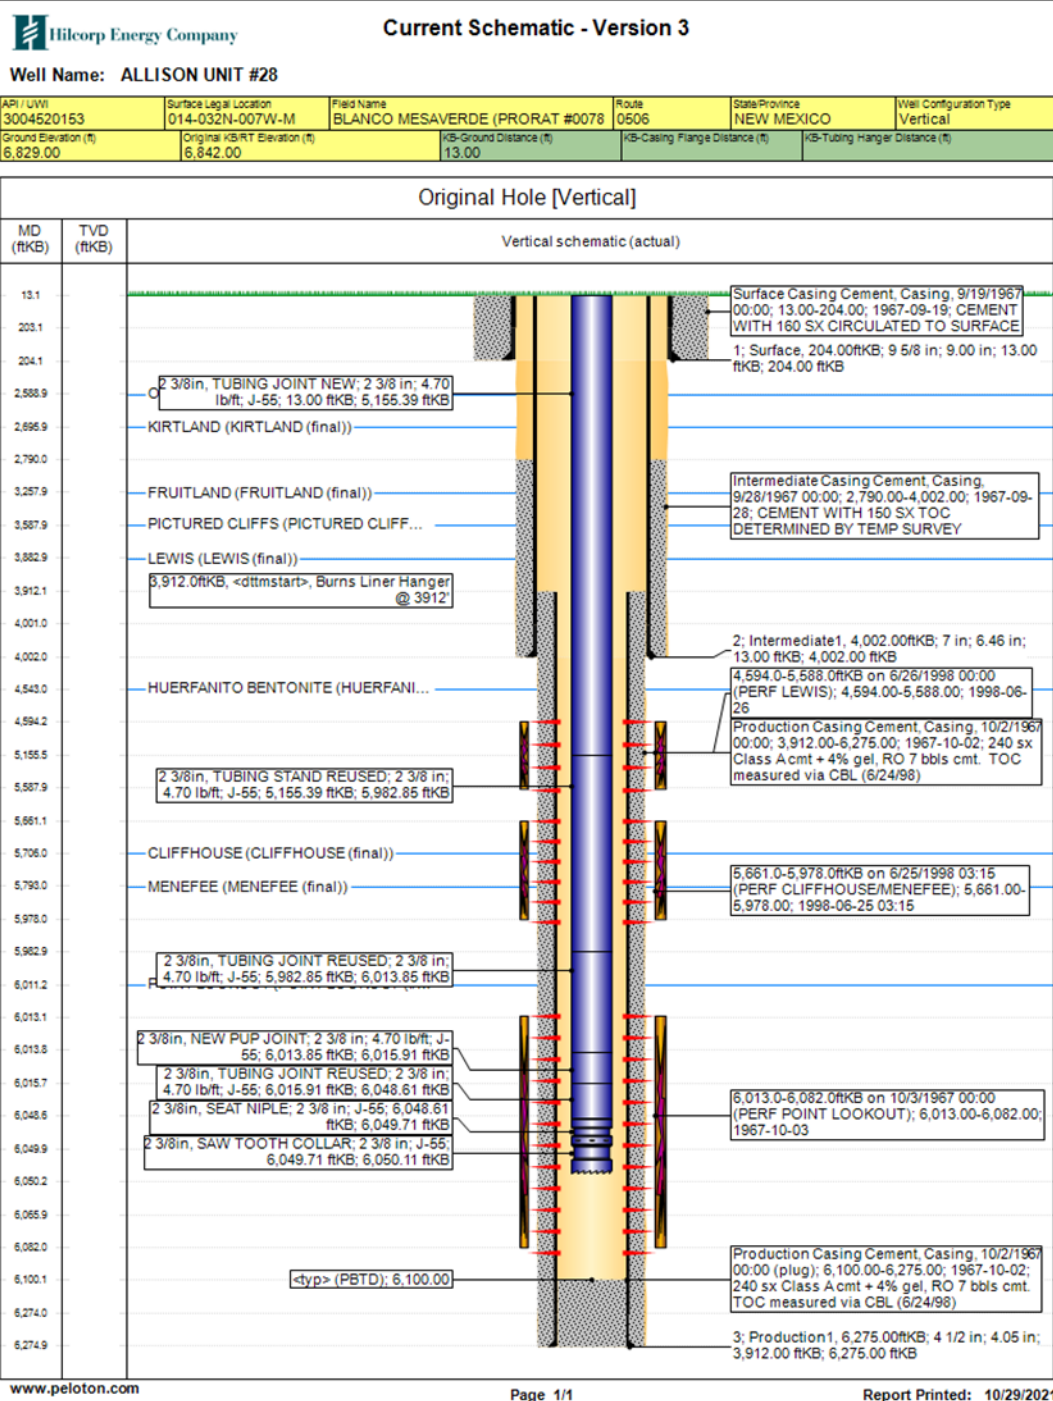 Hilcorp Energy Company
Current Schematic - Version 3
Well Name: ALLISON UNIT #28
API / UWI
3004520153
Surface Legal Location
014-032N-007W-M
Field Name
BLANCO MESAVERDE (PRORAT #0078
Route
0506
State/Province
NEW MEXICO
Well Configuration Type
Vertical
Ground Elevation (ft)
6,829.00
Original KB/RT Elevation (ft)
6,842.00
KB-Ground Distance (ft)
13.00
KB-Casing Flange Distance (ft)
KB-Tubing Hanger Distance (ft)
Original Hole [Vertical]
MD
(ftKB)
TVD
(ftKB)
Vertical schematic (actual)
13.1
203.1
204.1
2,588.9
2,695.9
2,790.0
3,257.9
3,587.9
3,882.9
3,912.1
4,001.0
4,002.0
4,543.0
4,594.2
5,155.5
5,587.9
5,661.1
5,706.0
5,793.0
5,978.0
5,982.9
6,011.2
6,013.1
6,013.8
6,015.7
6,048.6
6,049.9
6,050.2
6,065.9
6,082.0
6,100.1
6,274.0
6,274.9
2 3/8in, TUBING JOINT NEW; 2 3/8 in; 4.70
lb/ft; J-55; 13.00 ftKB; 5,155.39 ftKB
KIRTLAND (KIRTLAND (final))
FRUITLAND (FRUITLAND (final))
PICTURED CLIFFS (PICTURED CLIFF...
LEWIS (LEWIS (final))
3,912.0ftKB, <dttmstart>, Burns Liner Hanger
@ 3912'
HUERFANITO BENTONITE (HUERFANI...
2 3/8in, TUBING STAND REUSED; 2 3/8 in;
4.70 lb/ft; J-55; 5,155.39 ftKB; 5,982.85 ftKB
CLIFFHOUSE (CLIFFHOUSE (final))
MENEFEE (MENEFEE (final))
2 3/8in, TUBING JOINT REUSED; 2 3/8 in;
4.70 lb/ft; J-55; 5,982.85 ftKB; 6,013.85 ftKB
2 3/8in, NEW PUP JOINT; 2 3/8 in; 4.70 lb/ft; J-
55; 6,013.85 ftKB; 6,015.91 ftKB
2 3/8in, TUBING JOINT REUSED; 2 3/8 in;
4.70 lb/ft; J-55; 6,015.91 ftKB; 6,048.61 ftKB
2 3/8in, SEAT NIPLE; 2 3/8 in; J-55; 6,048.61
ftKB; 6,049.71 ftKB
2 3/8in, SAW TOOTH COLLAR; 2 3/8 in; J-55;
6,049.71 ftKB; 6,050.11 ftKB
<typ> (PBTD); 6,100.00
Surface Casing Cement, Casing, 9/19/1967
00:00; 13.00-204.00; 1967-09-19; CEMENT
WITH 160 SX CIRCULATED TO SURFACE
1; Surface, 204.00ftKB; 9 5/8 in; 9.00 in; 13.00
ftKB; 204.00 ftKB
Intermediate Casing Cement, Casing,
9/28/1967 00:00; 2,790.00-4,002.00; 1967-09-
28; CEMENT WITH 150 SX TOC
DETERMINED BY TEMP SURVEY
2; Intermediate1, 4,002.00ftKB; 7 in; 6.46 in;
13.00 ftKB; 4,002.00 ftKB
4,594.0-5,588.0ftKB on 6/26/1998 00:00
(PERF LEWIS); 4,594.00-5,588.00; 1998-06-
26
Production Casing Cement, Casing, 10/2/1967
00:00; 3,912.00-6,275.00; 1967-10-02; 240 sx
Class A cmt + 4% gel, RO 7 bbls cmt. TOC
measured via CBL (6/24/98)
5,661.0-5,978.0ftKB on 6/25/1998 03:15
(PERF CLIFFHOUSE/MENEFEE); 5,661.00-
5,978.00; 1998-06-25 03:15
6,013.0-6,082.0ftKB on 10/3/1967 00:00
(PERF POINT LOOKOUT); 6,013.00-6,082.00;
1967-10-03
Production Casing Cement, Casing, 10/2/1967
00:00 (plug); 6,100.00-6,275.00; 1967-10-02;
240 sx Class A cmt + 4% gel, RO 7 bbls cmt.
TOC measured via CBL (6/24/98)
3; Production1, 6,275.00ftKB; 4 1/2 in; 4.05 in;
3,912.00 ftKB; 6,275.00 ftKB
www.peloton.com
Page 1/1
Report Printed: 10/29/2021